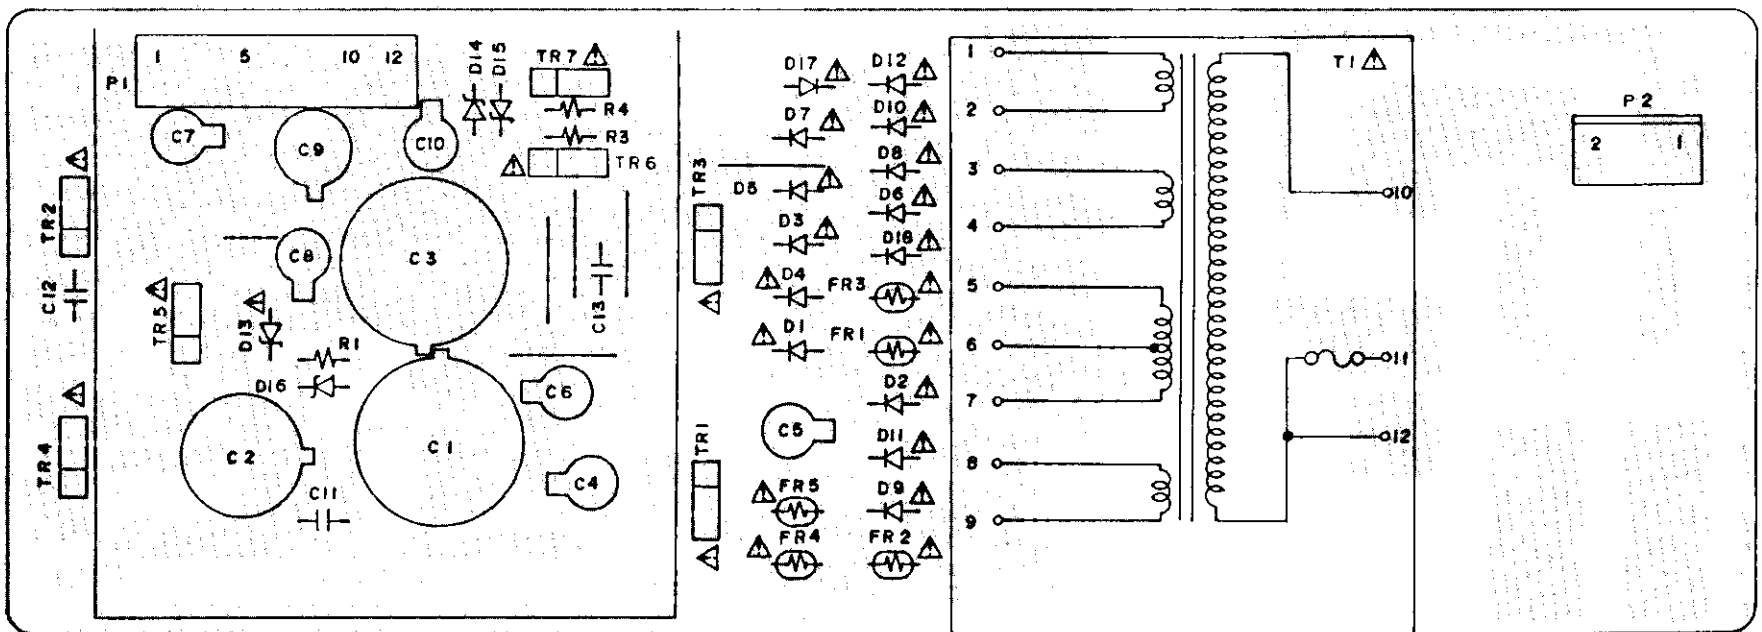 P1
1 5 10 12
D14
D15
TR7
R4
R3
TR6
C7
C9
C10
TR2
C12
C8
C3
C13
TR5
D13
R1
D16
C6
TR4
C2
C1
C4
C11
D17
D12
D7
D10
TR3
D8
D5
D6
D3
D18
D4
FR3
D1
FR1
D2
C5
D11
TR1
FR5
D9
FR4
FR2
T1
1
2
3
4
5
6
7
8
9
10
11
12
P2
2 1